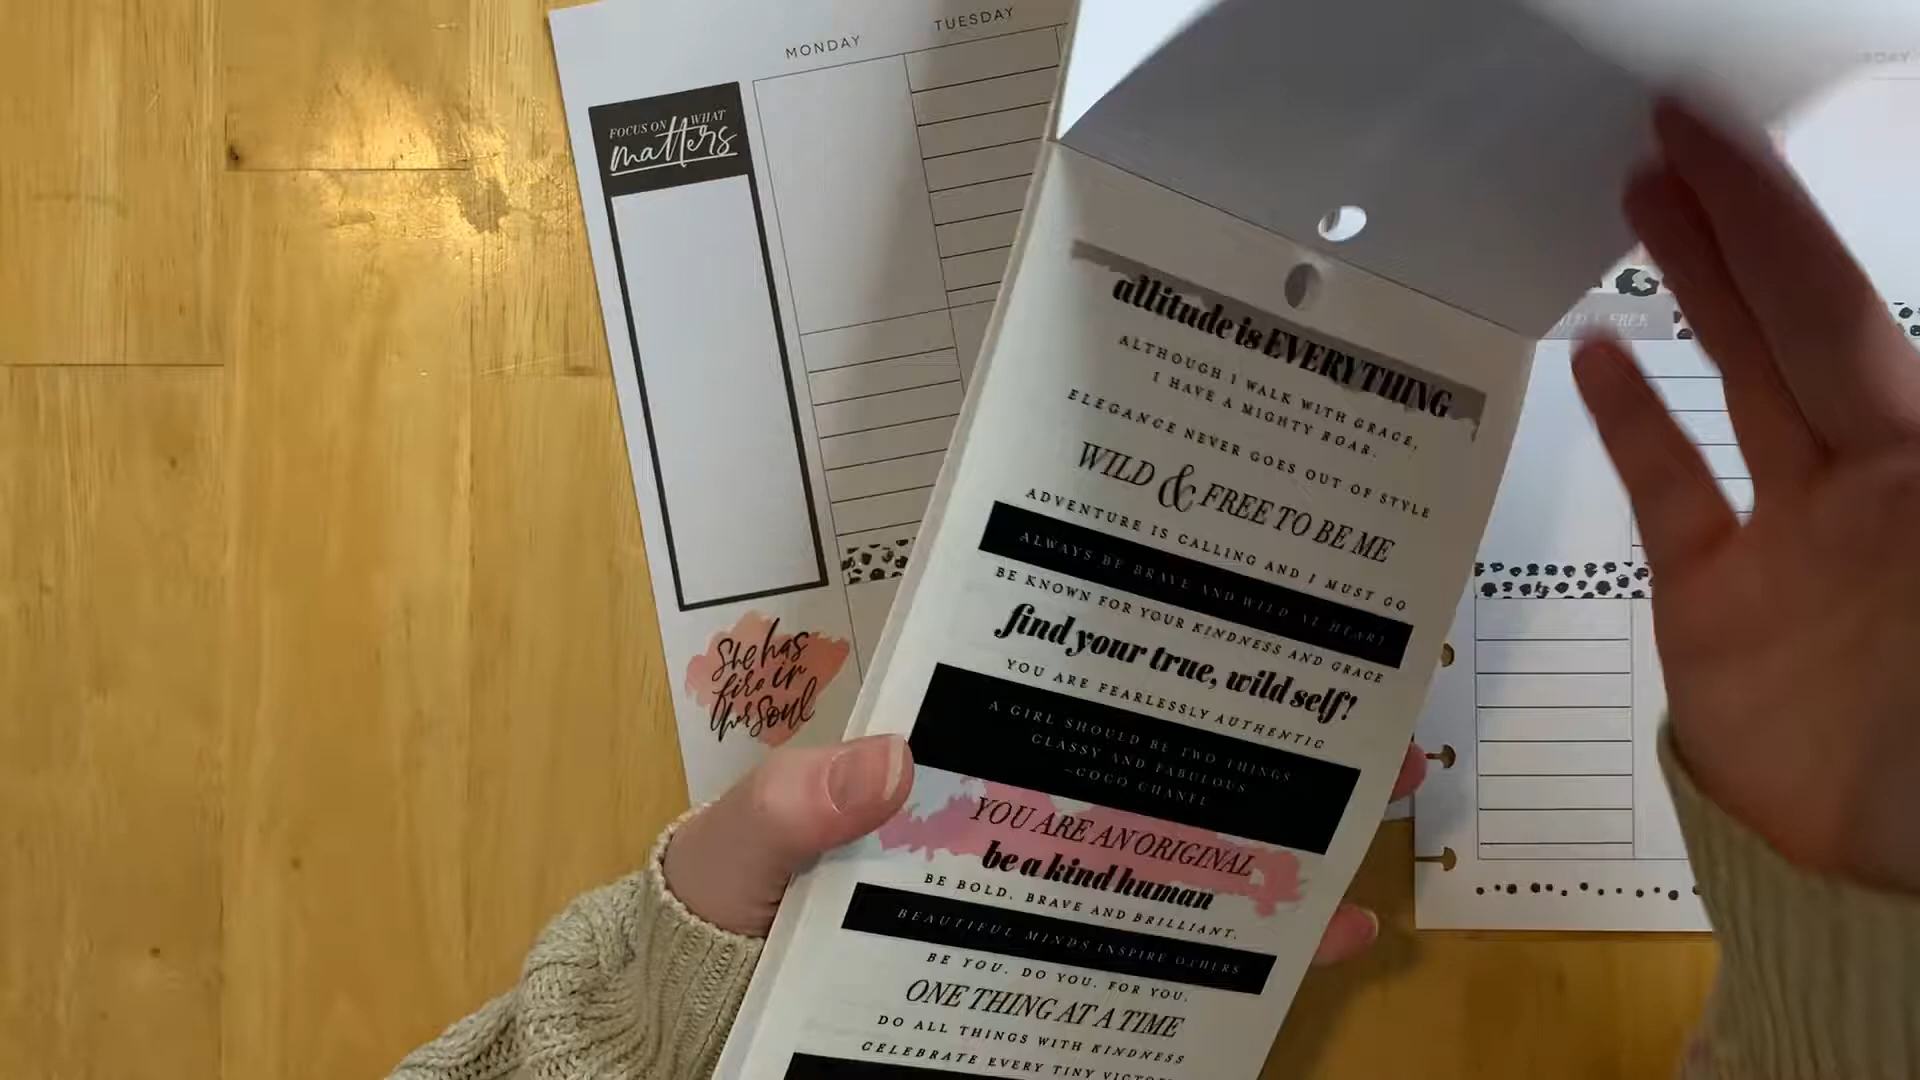 MONDAY
TUESDAY
FOCUS ON WHAT
matters
She has
fire in
her soul
attitude is EVERYTHING
ALTHOUGH I WALK WITH GRACE,
I HAVE A MIGHTY ROAR.
ELEGANCE NEVER GOES OUT OF STYLE
WILD & FREE TO BE ME
ADVENTURE IS CALLING AND I MUST GO
ALWAYS BE BRAVE AND WILD AT HEART
BE KNOWN FOR YOUR KINDNESS AND GRACE
find your true, wild self!
YOU ARE FEARLESSLY AUTHENTIC
A GIRL SHOULD BE TWO THINGS
CLASSY AND FABULOUS
–COCO CHANEL
YOU ARE AN ORIGINAL
be a kind human
BE BOLD, BRAVE AND BRILLIANT.
BEAUTIFUL MINDS INSPIRE OTHERS
BE YOU. DO YOU. FOR YOU.
ONE THING AT A TIME
DO ALL THINGS WITH KINDNESS
CELEBRATE EVERY TINY
& FREE